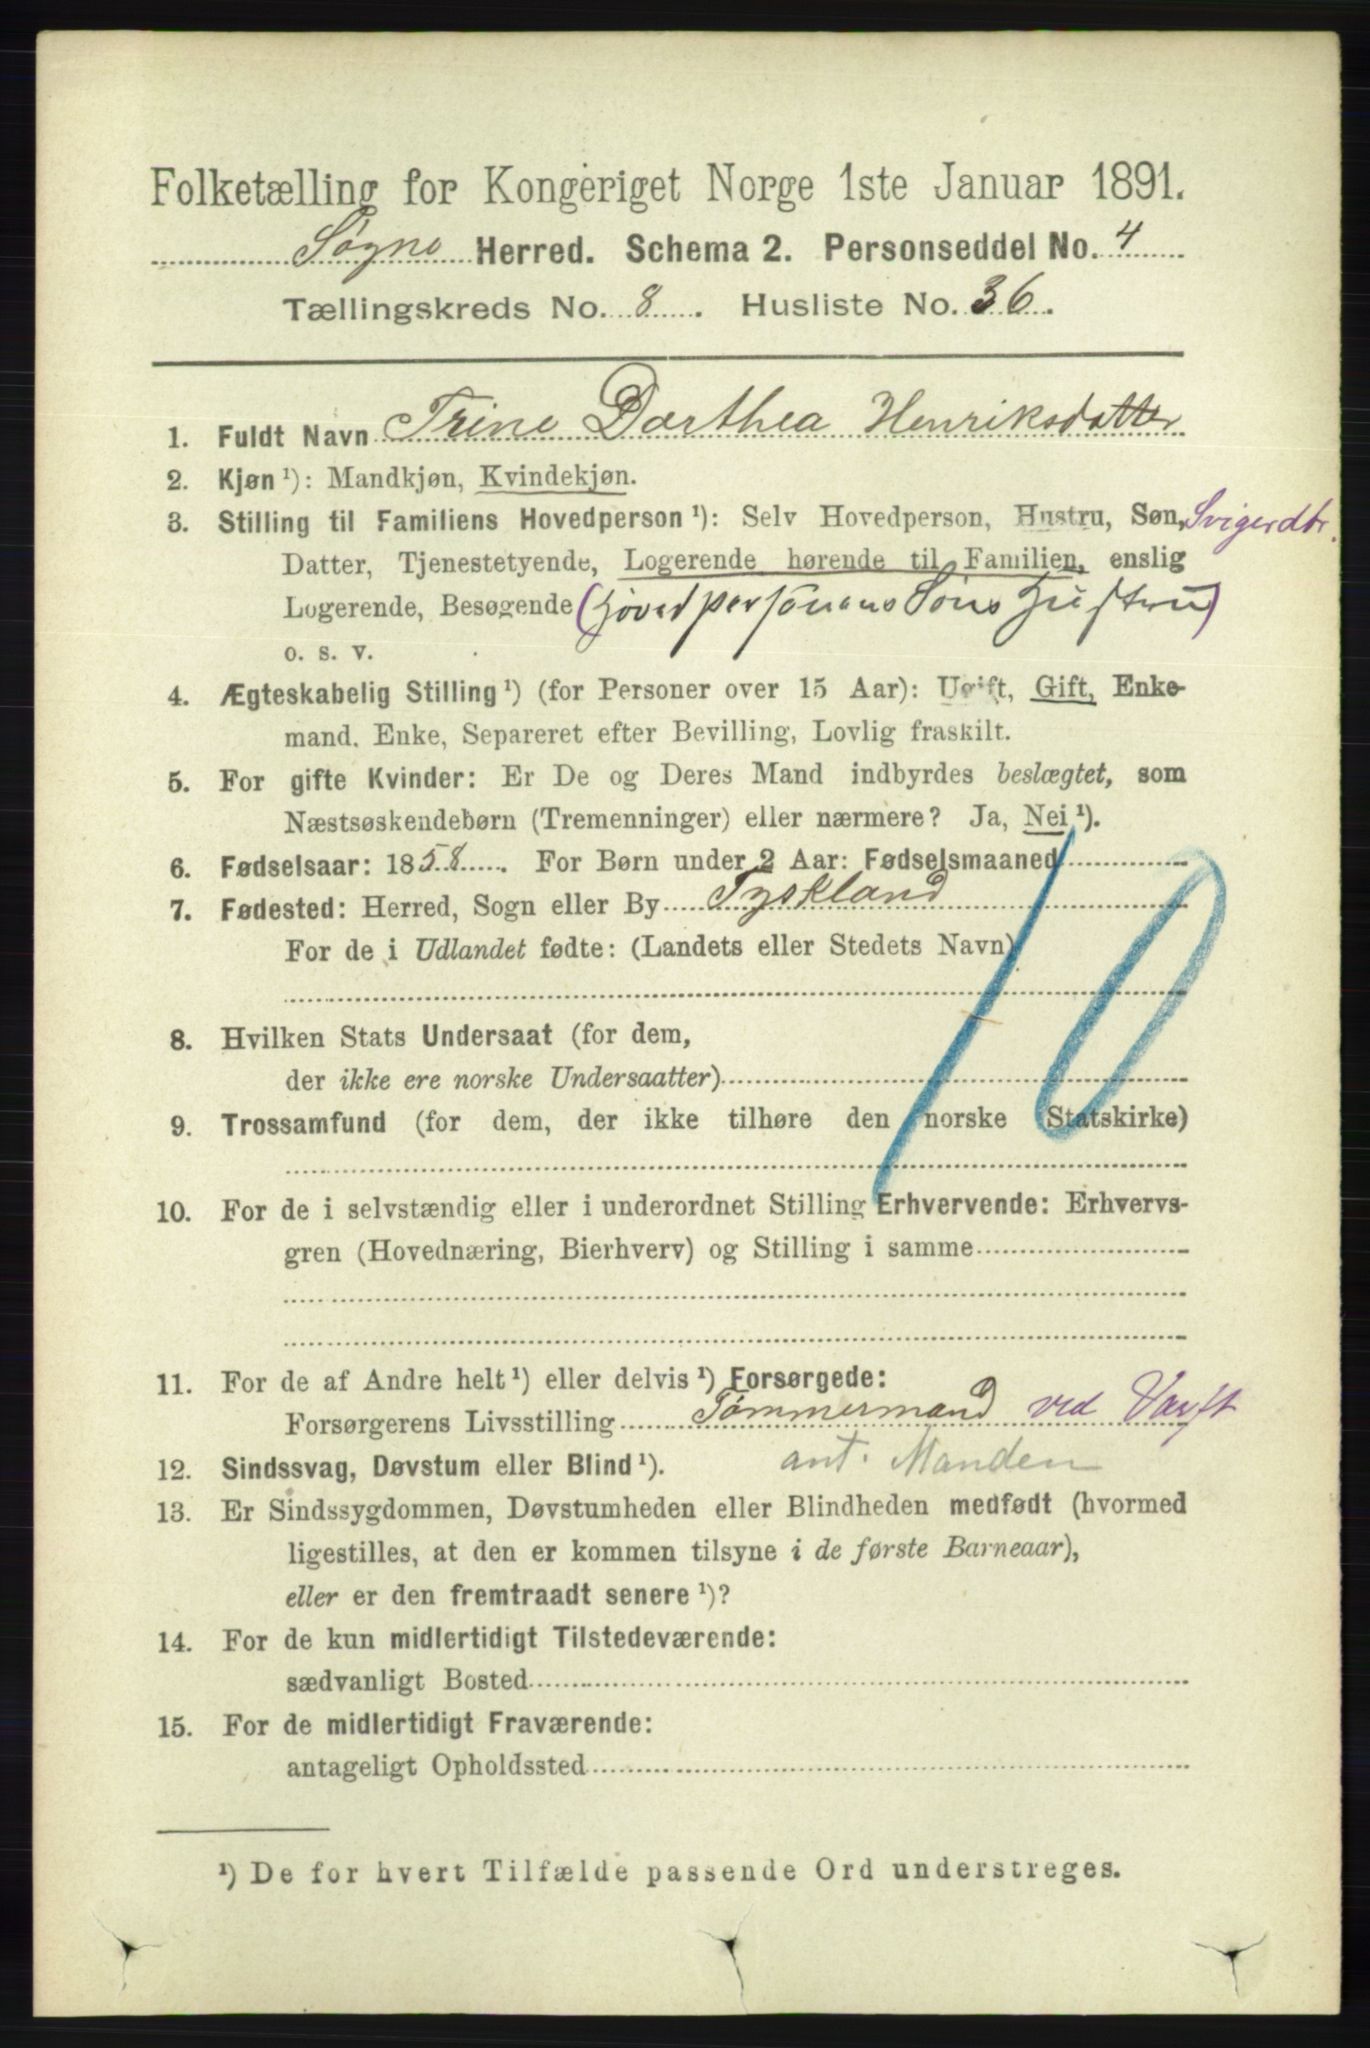 Folketælling for Kongeriget Norge 1ste Januar 1891.
Søgne Herred. Schema 2. Personseddel No. 4
Tællingskreds No. 8. Husliste No. 36.
1. Fuldt Navn Trine Dorthea Henriksdatter
2. Kjøn ¹): Mandkjøn, Kvindekjøn.
3. Stilling til Familiens Hovedperson ¹): Selv Hovedperson, Hustru, Søn, Svigerdtr.
Datter, Tjenestetyende, Logerende hørende til Familien, enslig
Logerende, Besøgende (Hovedpersonens Søns Hustru)
o. s. v.
4. Ægteskabelig Stilling ¹) (for Personer over 15 Aar): Ugift, Gift, Enke-
mand, Enke, Separeret efter Bevilling, Lovlig fraskilt.
5. For gifte Kvinder: Er De og Deres Mand indbyrdes beslægtet, som
Næstsøskendebørn (Tremenninger) eller nærmere? Ja, Nei ¹).
6. Fødselsaar: 1858. For Børn under 2 Aar: Fødselsmaaned
7. Fødested: Herred, Sogn eller By Tyskland
For de i Udlandet fødte: (Landets eller Stedets Navn)
10
8. Hvilken Stats Undersaat (for dem,
der ikke ere norske Undersaatter)
9. Trossamfund (for dem, der ikke tilhøre den norske Statskirke)
10. For de i selvstændig eller i underordnet Stilling Erhvervende: Erhvervs-
gren (Hovednæring, Bierhverv) og Stilling i samme
11. For de af Andre helt ¹) eller delvis ¹) Forsørgede:
Forsørgerens Livsstilling Tømmermand ved Værft
ant. Manden
12. Sindssvag, Døvstum eller Blind ¹).
13. Er Sindssygdommen, Døvstumheden eller Blindheden medfødt (hvormed
ligestilles, at den er kommen tilsyne i de første Barneaar),
eller er den fremtraadt senere ¹)?
14. For de kun midlertidigt Tilstedeværende:
sædvanligt Bosted
15. For de midlertidigt Fraværende:
antageligt Opholdssted
¹) De for hvert Tilfælde passende Ord understreges.